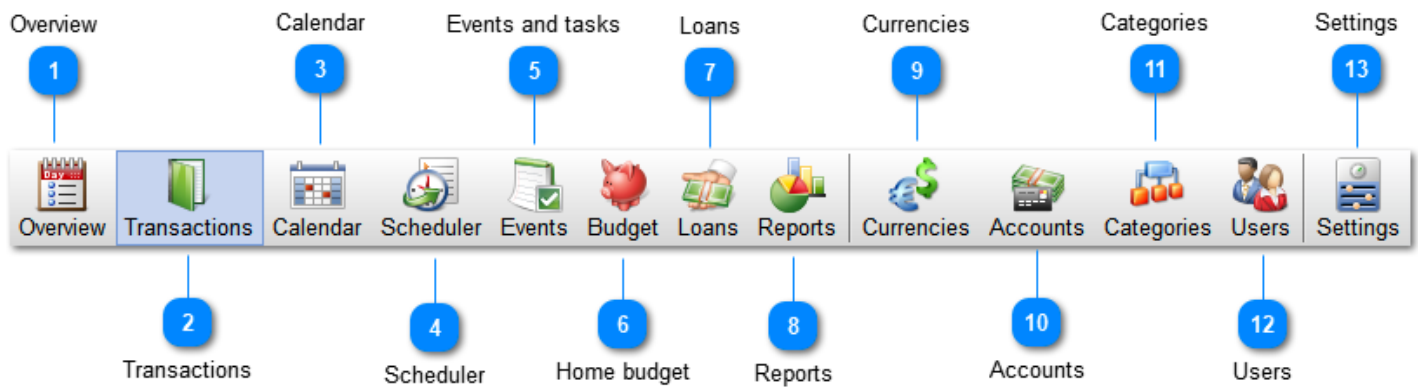 Overview Calendar Events and tasks Loans Currencies Categories Settings
1 3 5 7 9 11 13
Day
Overview Transactions Calendar Scheduler Events Budget Loans Reports Currencies Accounts Categories Users Settings
2 4 6 8 10 12
Transactions Scheduler Home budget Reports Accounts Users